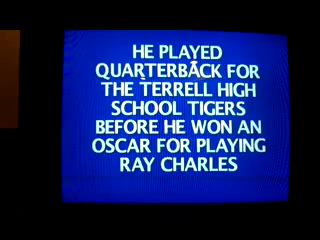 HE PLAYED
QUARTERBACK FOR
THE TERRELL HIGH
SCHOOL TIGERS
BEFORE HE WON AN
OSCAR FOR PLAYING
RAY CHARLES